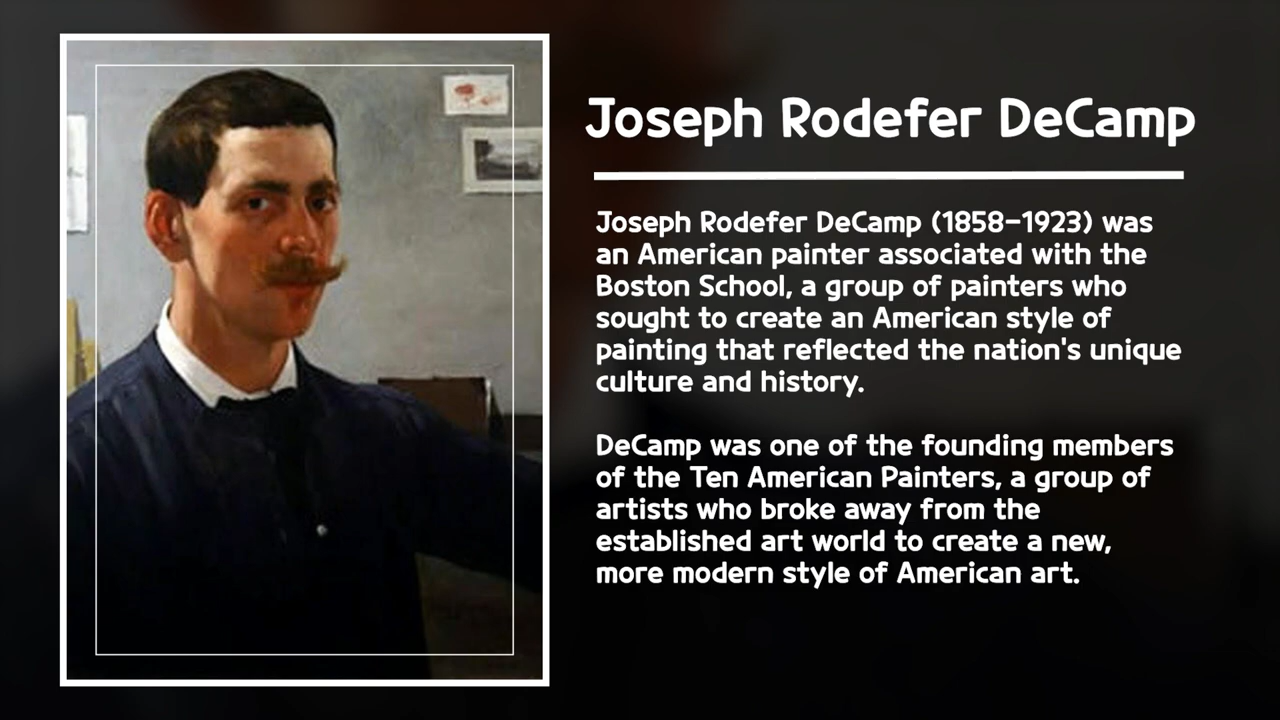 Joseph Rodefer DeCamp
Joseph Rodefer DeCamp (1858–1923) was
an American painter associated with the
Boston School, a group of painters who
sought to create an American style of
painting that reflected the nation's unique
culture and history.
DeCamp was one of the founding members
of the Ten American Painters, a group of
artists who broke away from the
established art world to create a new,
more modern style of American art.